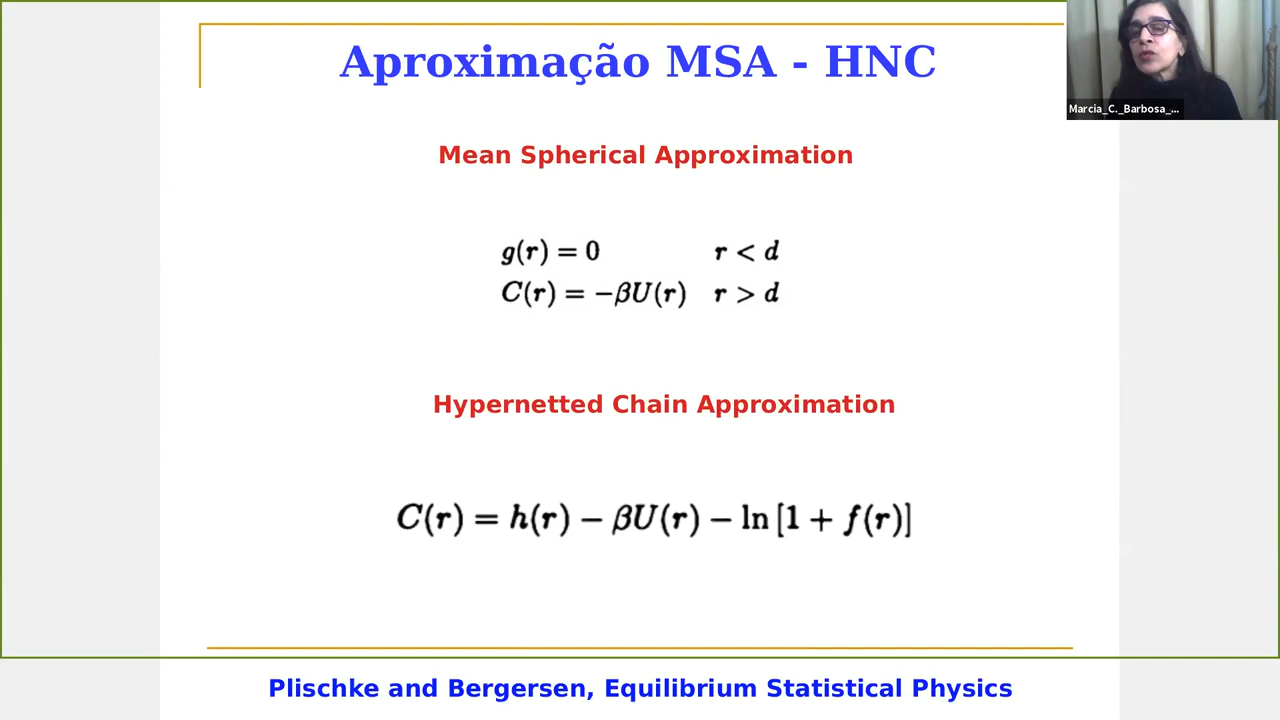 Aproximação MSA - HNC
Marcia_C._Barbosa_...
Mean Spherical Approximation
g(r) = 0 r < d
C(r) = −βU(r) r > d
Hypernetted Chain Approximation
C(r) = h(r) − βU(r) − ln [1 + f(r)]
Plischke and Bergersen, Equilibrium Statistical Physics